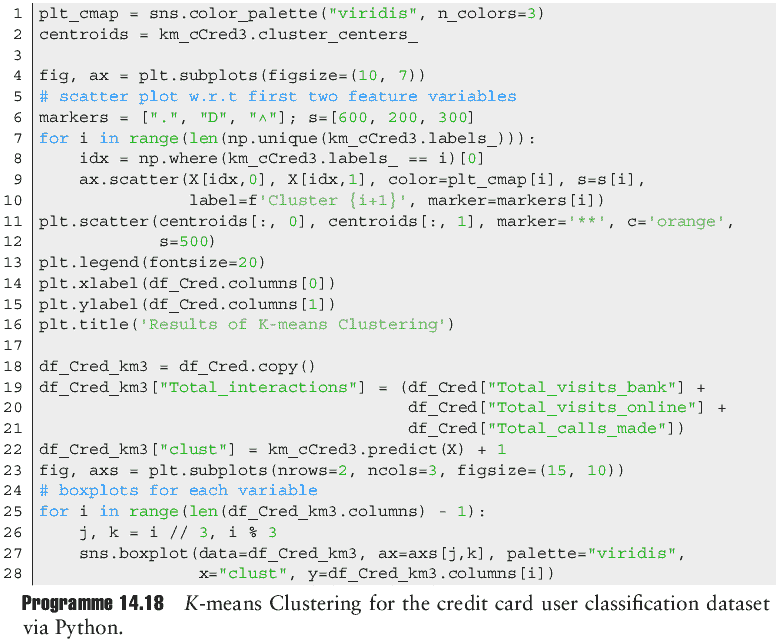 1 plt_cmap = sns.color_palette("viridis", n_colors=3)
2 centroids = km_cCred3.cluster_centers_
3
4 fig, ax = plt.subplots(figsize=(10, 7))
5 # scatter plot w.r.t first two feature variables
6 markers = [".", "D", "^"]; s=[600, 200, 300]
7 for i in range(len(np.unique(km_cCred3.labels_))):
8     idx = np.where(km_cCred3.labels_ == i)[0]
9     ax.scatter(X[idx,0], X[idx,1], color=plt_cmap[i], s=s[i],
10                label=f'Cluster {i+1}', marker=markers[i])
11 plt.scatter(centroids[:, 0], centroids[:, 1], marker='**', c='orange',
12             s=500)
13 plt.legend(fontsize=20)
14 plt.xlabel(df_Cred.columns[0])
15 plt.ylabel(df_Cred.columns[1])
16 plt.title('Results of K-means Clustering')
17
18 df_Cred_km3 = df_Cred.copy()
19 df_Cred_km3["Total_interactions"] = (df_Cred["Total_visits_bank"] +
20                                      df_Cred["Total_visits_online"] +
21                                      df_Cred["Total_calls_made"])
22 df_Cred_km3["clust"] = km_cCred3.predict(X) + 1
23 fig, axs = plt.subplots(nrows=2, ncols=3, figsize=(15, 10))
24 # boxplots for each variable
25 for i in range(len(df_Cred_km3.columns) - 1):
26     j, k = i // 3, i % 3
27     sns.boxplot(data=df_Cred_km3, ax=axs[j,k], palette="viridis",
28                 x="clust", y=df_Cred_km3.columns[i])
Programme 14.18 K-means Clustering for the credit card user classification dataset
via Python.